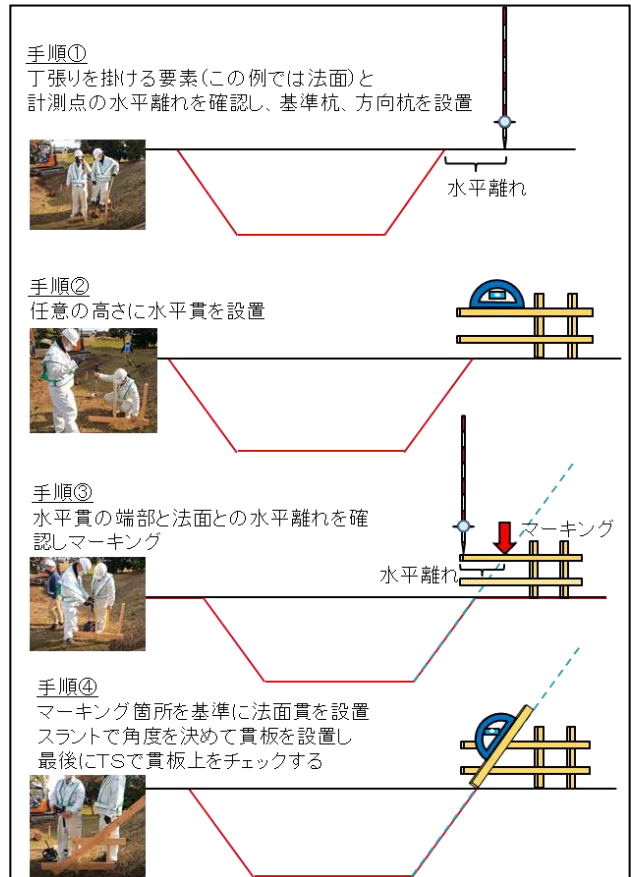 手順①
丁張りを掛ける要素(この例では法面)と
計測点の水平離れを確認し、基準杭、方向杭を設置
水平離れ
手順②
任意の高さに水平貫を設置
手順③
水平貫の端部と法面との水平離れを確
認しマーキング
マーキング
水平離れ
手順④
マーキング箇所を基準に法面貫を設置
スラントで角度を決めて貫板を設置し
最後にTSで貫板上をチェックする